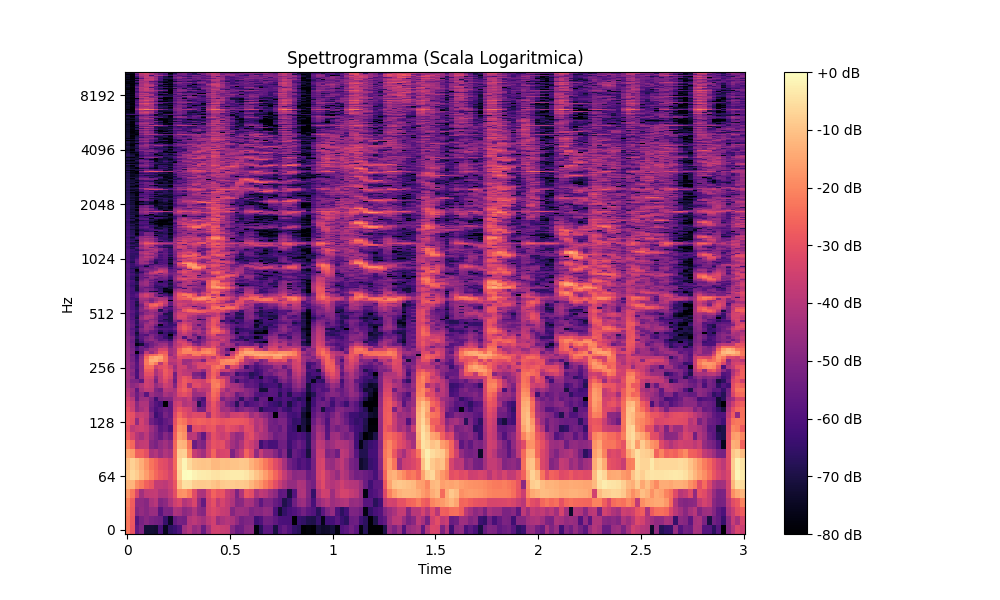 Spettrogramma (Scala Logaritmica)
Hz
8192
4096
2048
1024
512
256
128
64
0
0
0.5
1
1.5
2
2.5
3
Time
+0 dB
-10 dB
-20 dB
-30 dB
-40 dB
-50 dB
-60 dB
-70 dB
-80 dB